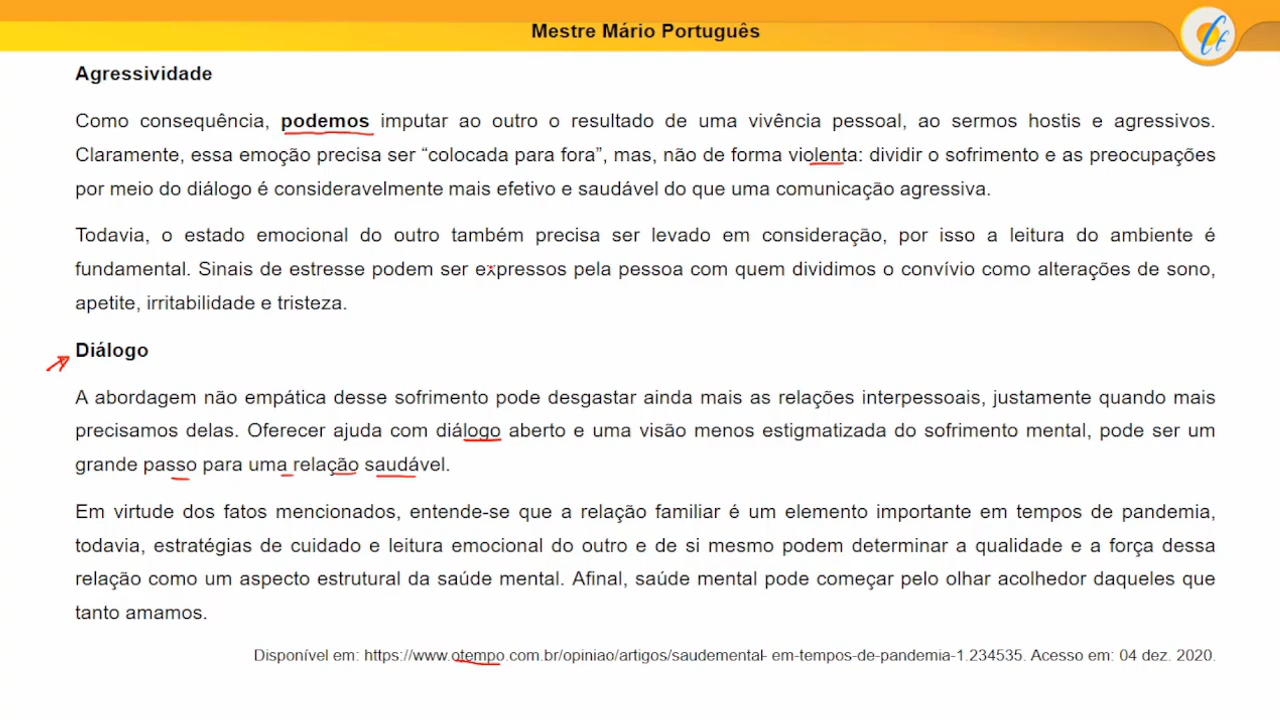 Mestre Mário Português
Agressividade
Como consequência, podemos imputar ao outro o resultado de uma vivência pessoal, ao sermos hostis e agressivos.
Claramente, essa emoção precisa ser “colocada para fora”, mas, não de forma violenta: dividir o sofrimento e as preocupações
por meio do diálogo é consideravelmente mais efetivo e saudável do que uma comunicação agressiva.
Todavia, o estado emocional do outro também precisa ser levado em consideração, por isso a leitura do ambiente é
fundamental. Sinais de estresse podem ser expressos pela pessoa com quem dividimos o convívio como alterações de sono,
apetite, irritabilidade e tristeza.
Diálogo
A abordagem não empática desse sofrimento pode desgastar ainda mais as relações interpessoais, justamente quando mais
precisamos delas. Oferecer ajuda com diálogo aberto e uma visão menos estigmatizada do sofrimento mental, pode ser um
grande passo para uma relação saudável.
Em virtude dos fatos mencionados, entende-se que a relação familiar é um elemento importante em tempos de pandemia,
todavia, estratégias de cuidado e leitura emocional do outro e de si mesmo podem determinar a qualidade e a força dessa
relação como um aspecto estrutural da saúde mental. Afinal, saúde mental pode começar pelo olhar acolhedor daqueles que
tanto amamos.
Disponível em: https://www.otempo.com.br/opiniao/artigos/saudemental- em-tempos-de-pandemia-1.234535. Acesso em: 04 dez. 2020.